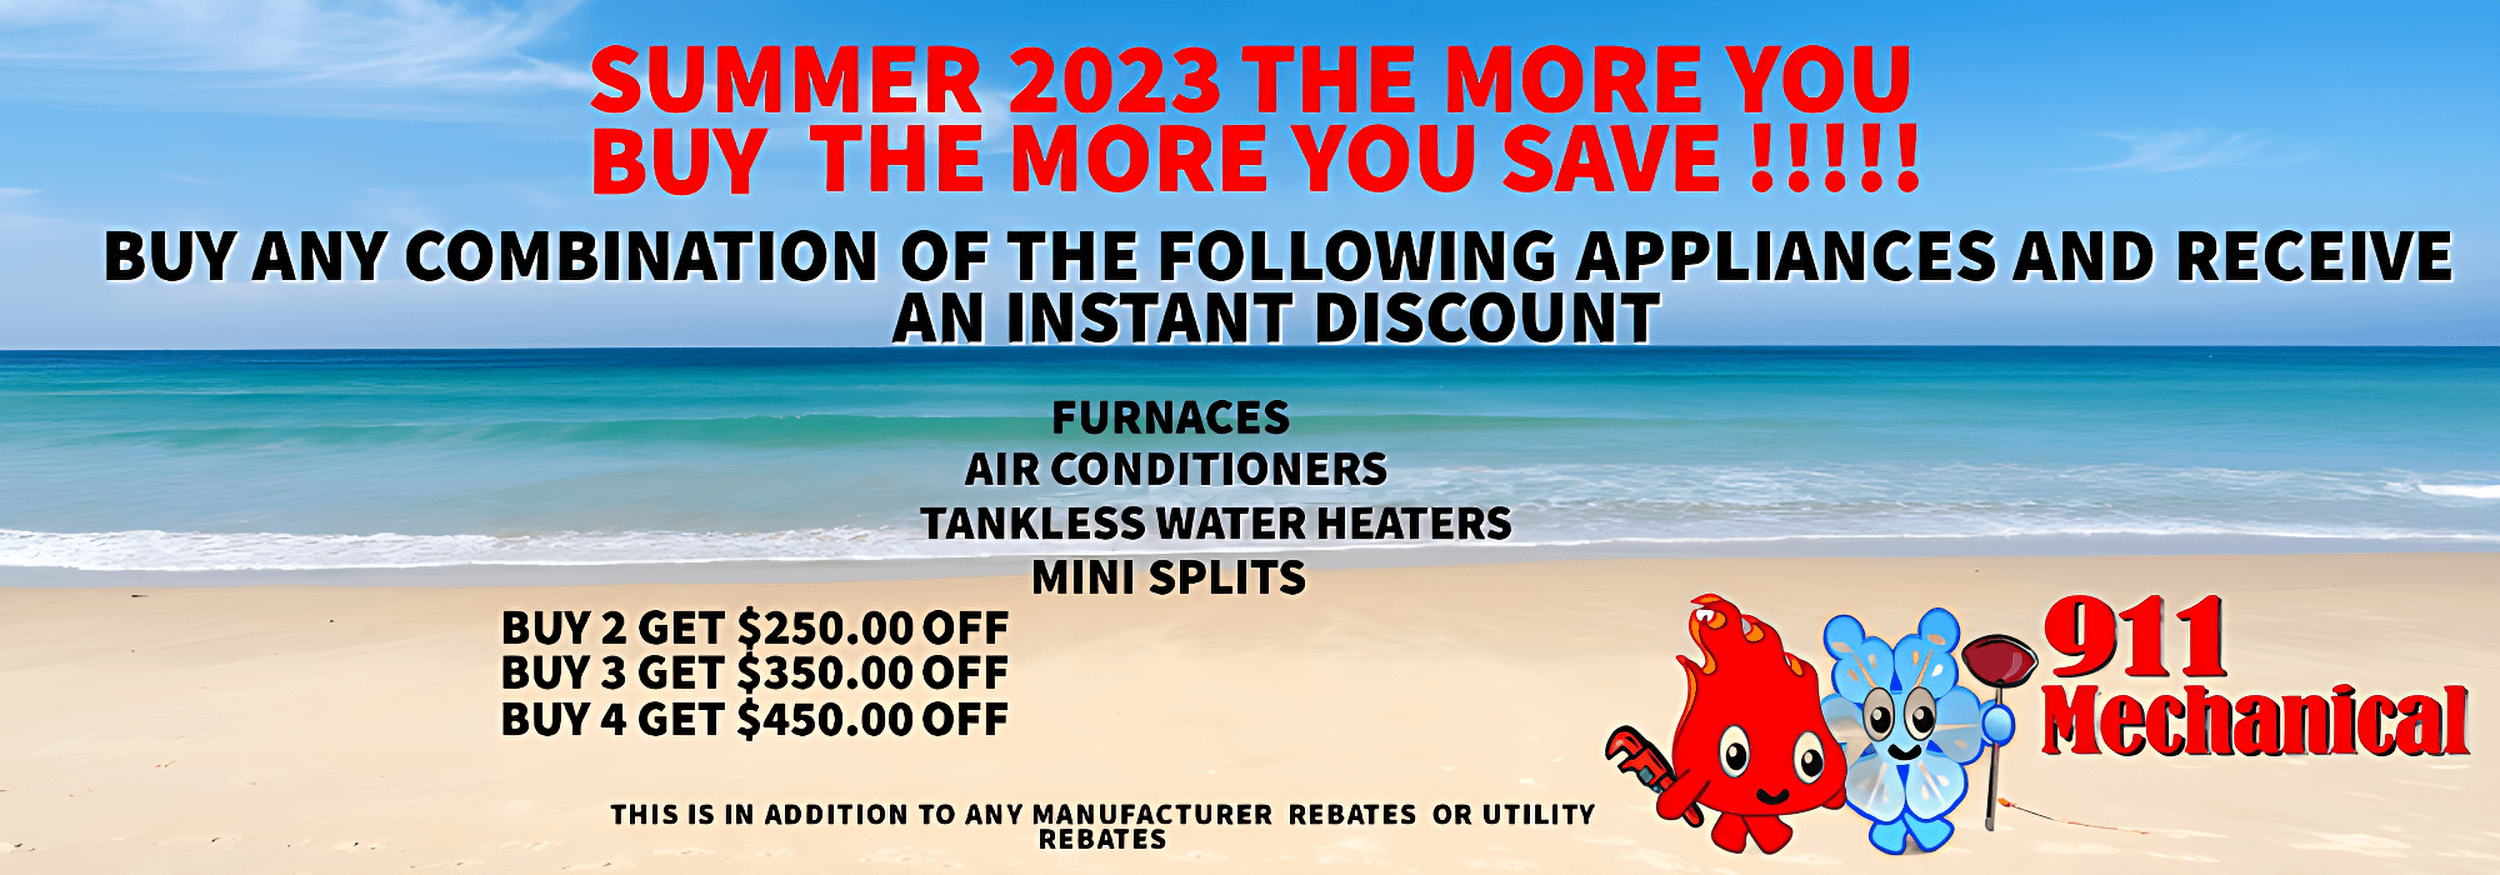 SUMMER 2023 THE MORE YOU
BUY THE MORE YOU SAVE !!!!!
BUY ANY COMBINATION OF THE FOLLOWING APPLIANCES AND RECEIVE
AN INSTANT DISCOUNT
FURNACES
AIR CONDITIONERS
TANKLESS WATER HEATERS
MINI SPLITS
BUY 2 GET $250.00 OFF
BUY 3 GET $350.00 OFF
BUY 4 GET $450.00 OFF
911
Mechanical
THIS IS IN ADDITION TO ANY MANUFACTURER REBATES OR UTILITY
REBATES